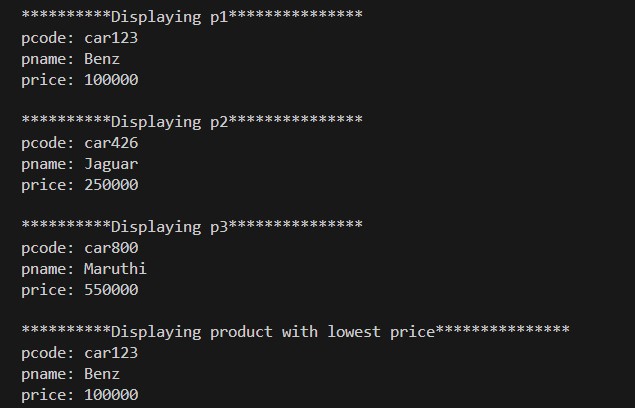 **********Displaying p1***************
pcode: car123
pname: Benz
price: 100000
**********Displaying p2***************
pcode: car426
pname: Jaguar
price: 250000
**********Displaying p3***************
pcode: car800
pname: Maruthi
price: 550000
**********Displaying product with lowest price***************
pcode: car123
pname: Benz
price: 100000